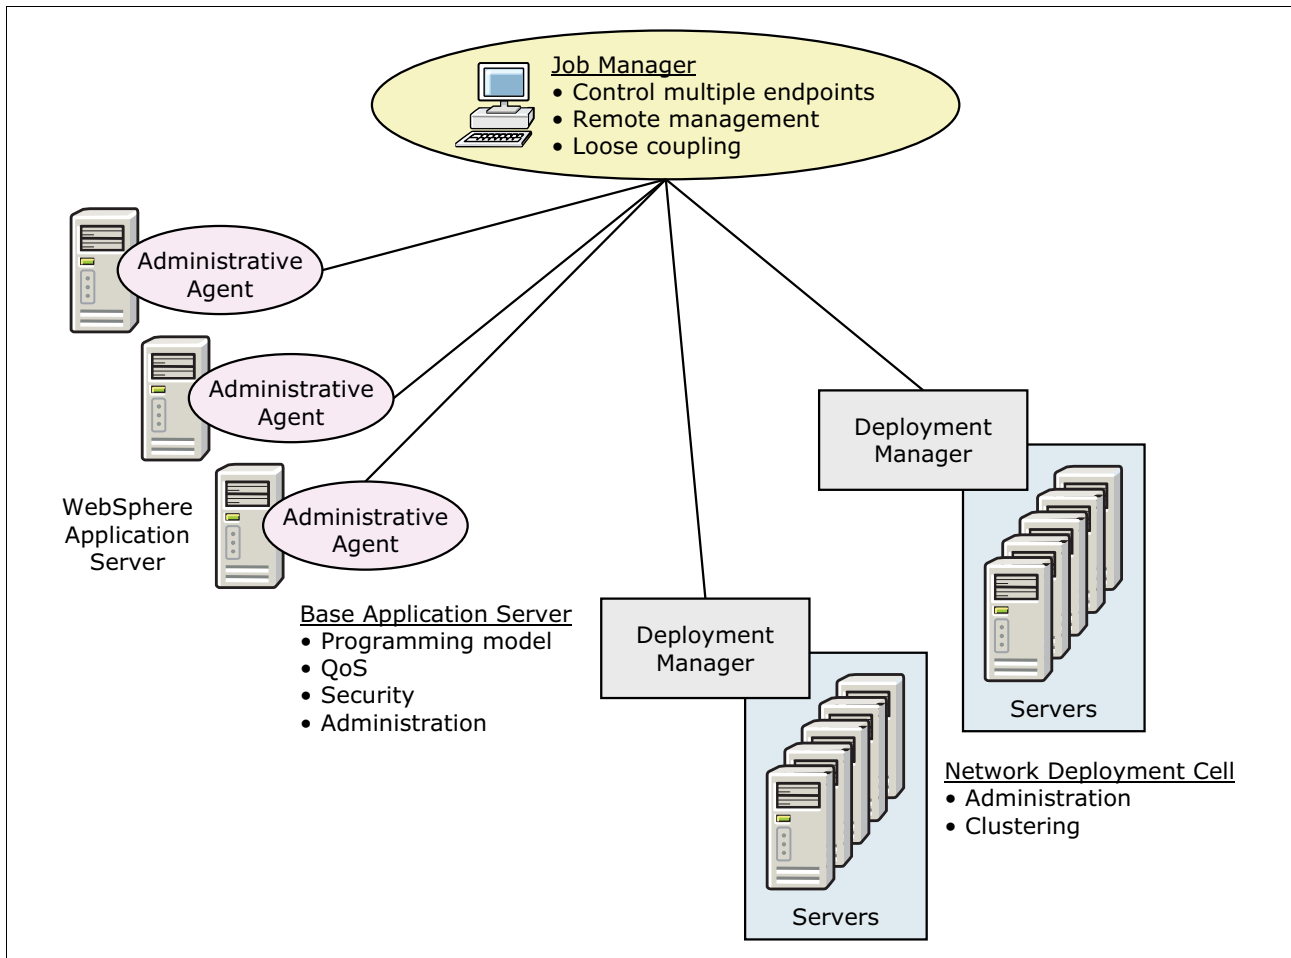 Job Manager
• Control multiple endpoints
• Remote management
• Loose coupling
Administrative
Agent
Administrative
Agent
Administrative
Agent
WebSphere
Application
Server
Base Application Server
• Programming model
• QoS
• Security
• Administration
Deployment
Manager
Servers
Deployment
Manager
Servers
Network Deployment Cell
• Administration
• Clustering